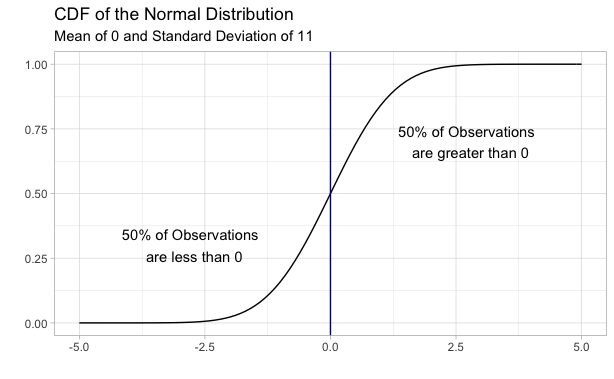 CDF of the Normal Distribution
Mean of 0 and Standard Deviation of 11
1.00
0.75
50% of Observations
are greater than 0
0.50
50% of Observations
are less than 0
0.25
0.00
-5.0
-2.5
0.0
2.5
5.0